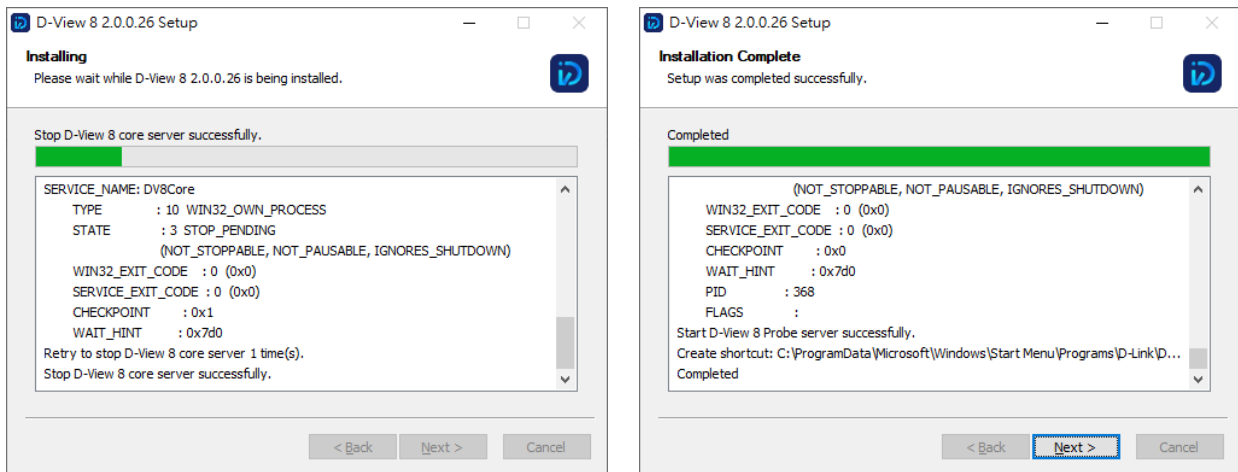 D-View 8 2.0.0.26 Setup
Installing
Please wait while D-View 8 2.0.0.26 is being installed.
Stop D-View 8 core server successfully.
SERVICE_NAME: DV8Core
TYPE : 10 WIN32_OWN_PROCESS
STATE : 3 STOP_PENDING
(NOT_STOPPABLE, NOT_PAUSABLE, IGNORES_SHUTDOWN)
WIN32_EXIT_CODE : 0 (0x0)
SERVICE_EXIT_CODE : 0 (0x0)
CHECKPOINT : 0x1
WAIT_HINT : 0x7d0
Retry to stop D-View 8 core server 1 time(s).
Stop D-View 8 core server successfully.
< Back Next > Cancel
D-View 8 2.0.0.26 Setup
Installation Complete
Setup was completed successfully.
Completed
(NOT_STOPPABLE, NOT_PAUSABLE, IGNORES_SHUTDOWN)
WIN32_EXIT_CODE : 0 (0x0)
SERVICE_EXIT_CODE : 0 (0x0)
CHECKPOINT : 0x0
WAIT_HINT : 0x7d0
PID : 368
FLAGS :
Start D-View 8 Probe server successfully.
Create shortcut: C:\ProgramData\Microsoft\Windows\Start Menu\Programs\D-Link\D...
Completed
< Back Next > Cancel